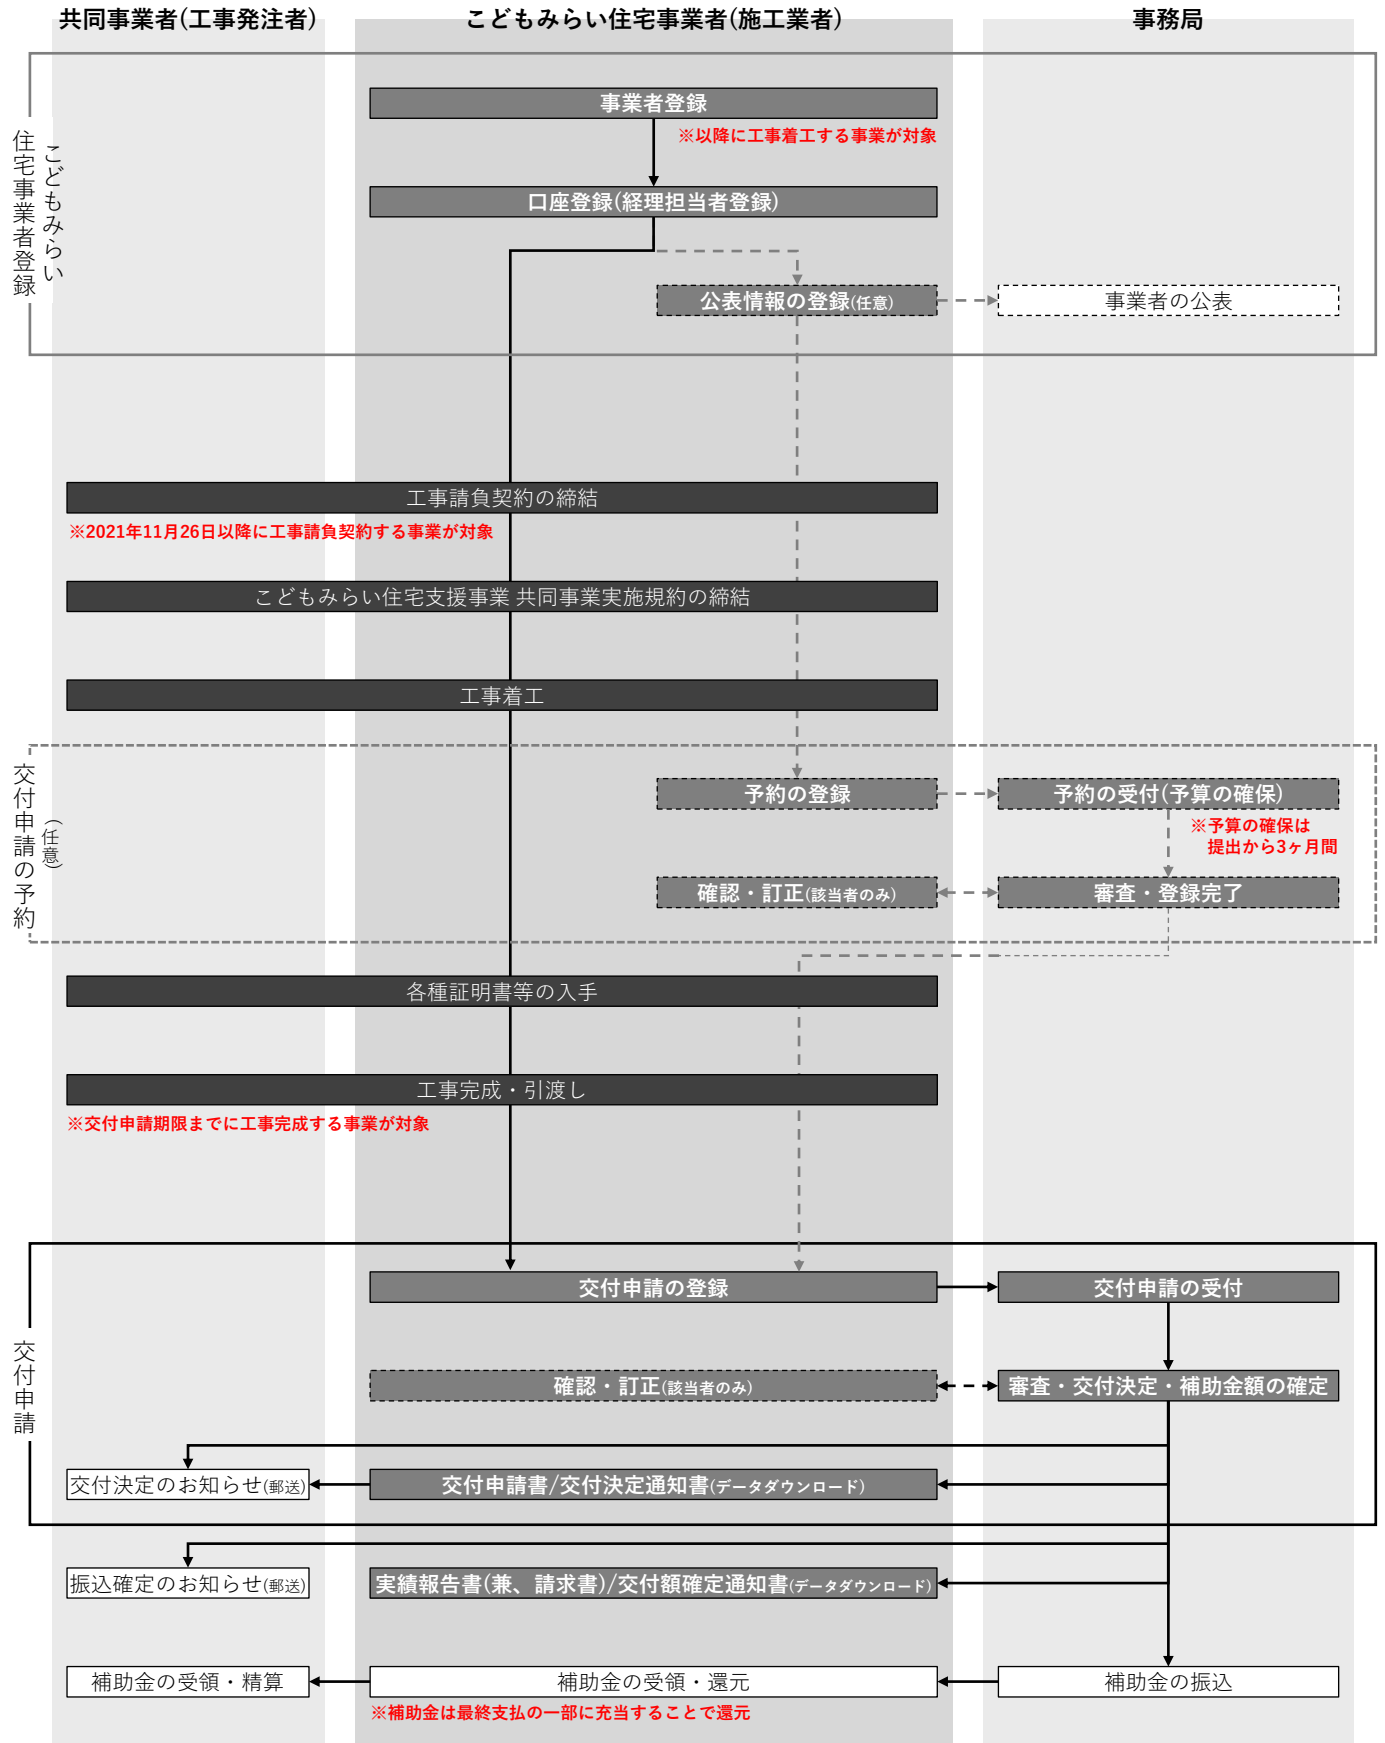 共同事業者(工事発注者)
こどもみらい住宅事業者(施工業者)
事務局
こどもみらい
住宅事業者登録
事業者登録
※以降に工事着工する事業が対象
口座登録(経理担当者登録)
公表情報の登録(任意)
事業者の公表
工事請負契約の締結
※2021年11月26日以降に工事請負契約する事業が対象
こどもみらい住宅支援事業 共同事業実施規約の締結
工事着工
交付申請の予約
(任意)
予約の登録
予約の受付(予算の確保)
※予算の確保は
提出から3ヶ月間
確認・訂正(該当者のみ)
審査・登録完了
各種証明書等の入手
工事完成・引渡し
※交付申請期限までに工事完成する事業が対象
交付申請
交付申請の登録
交付申請の受付
確認・訂正(該当者のみ)
審査・交付決定・補助金額の確定
交付決定のお知らせ(郵送)
交付申請書/交付決定通知書(データダウンロード)
振込確定のお知らせ(郵送)
実績報告書(兼、請求書)/交付額確定通知書(データダウンロード)
補助金の受領・精算
補助金の受領・還元
補助金の振込
※補助金は最終支払の一部に充当することで還元